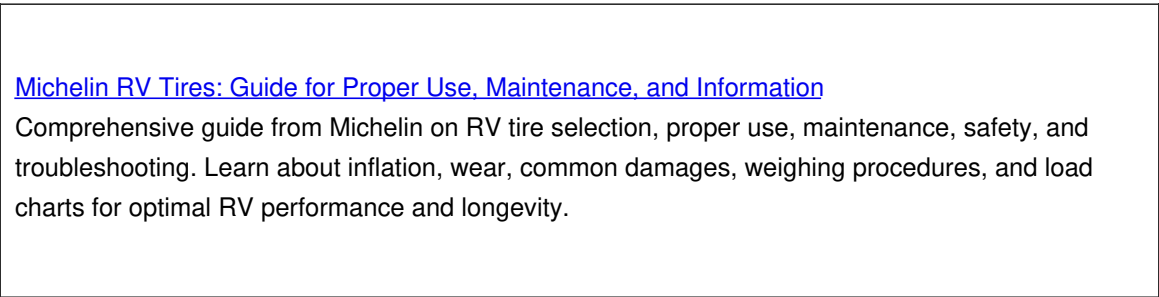 Michelin RV Tires: Guide for Proper Use, Maintenance, and Information
Comprehensive guide from Michelin on RV tire selection, proper use, maintenance, safety, and
troubleshooting. Learn about inflation, wear, common damages, weighing procedures, and load
charts for optimal RV performance and longevity.